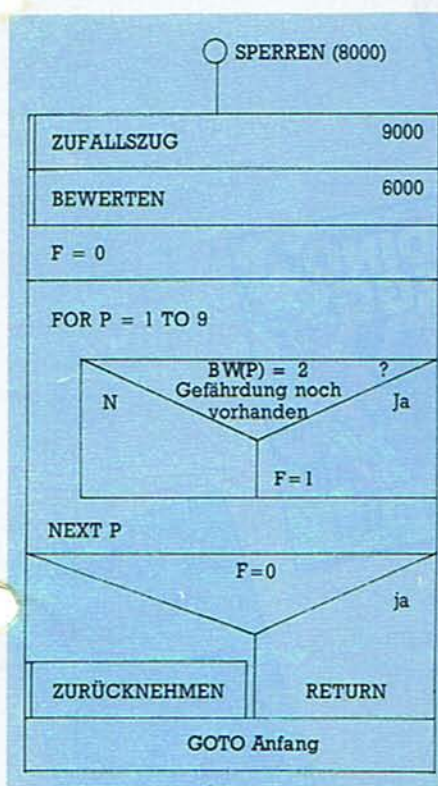 SPERREN (8000)
ZUFALLSZUG 9000
BEWERTEN 6000
F = 0
FOR P = 1 TO 9
BW(P) = 2 ?
N Gefährdung noch Ja
vorhanden
F=1
NEXT P
F=0
ja
ZURÜCKNEHMEN RETURN
GOTO Anfang